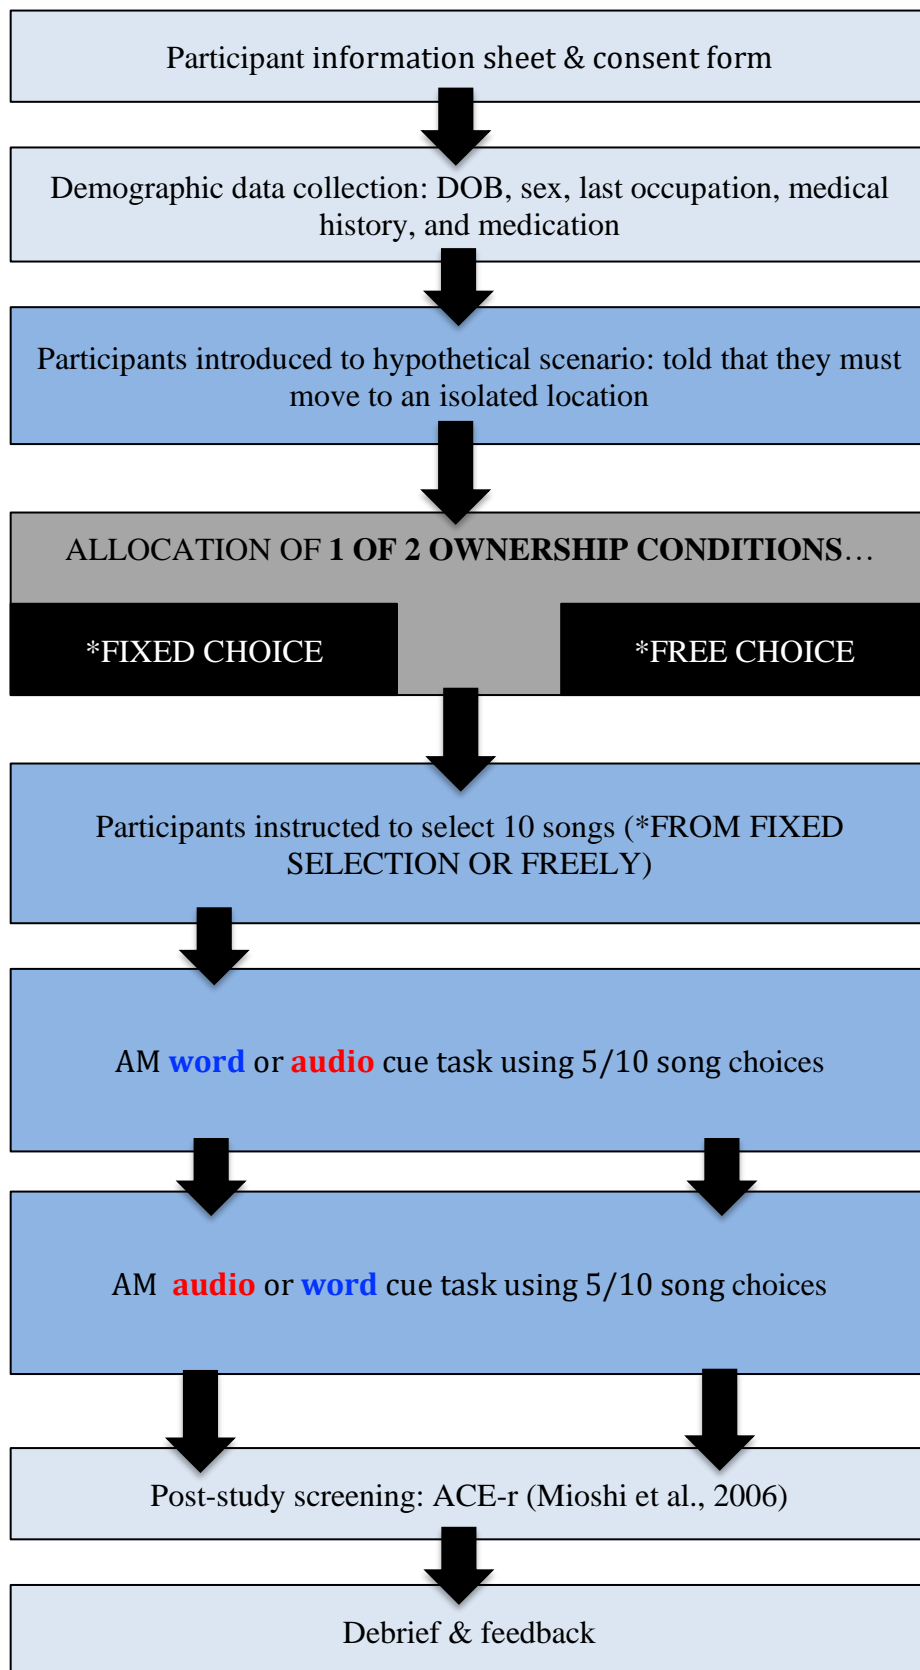 Participant information sheet & consent form
Demographic data collection: DOB, sex, last occupation, medical
history, and medication
Participants introduced to hypothetical scenario: told that they must
move to an isolated location
ALLOCATION OF 1 OF 2 OWNERSHIP CONDITIONS…
*FIXED CHOICE
*FREE CHOICE
Participants instructed to select 10 songs (*FROM FIXED
SELECTION OR FREELY)
AM word or audio cue task using 5/10 song choices
AM audio or word cue task using 5/10 song choices
Post-study screening: ACE-r (Mioshi et al., 2006)
Debrief & feedback